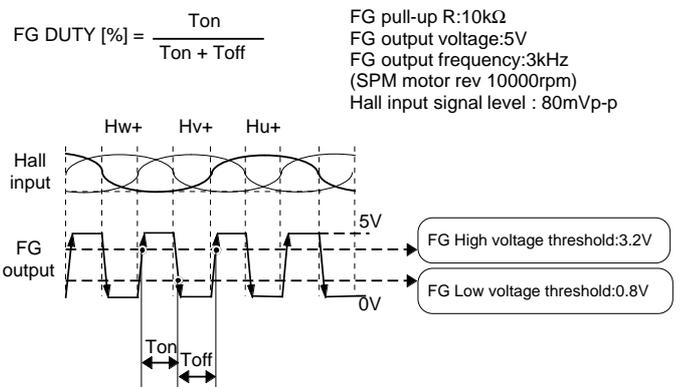 FG DUTY [%] = Ton / Ton + Toff
FG pull-up R:10kΩ
FG output voltage:5V
FG output frequency:3kHz
(SPM motor rev 10000rpm)
Hall input signal level : 80mVp-p
Hw+ Hv+ Hu+
Hall
input
5V
FG
output
FG High voltage threshold:3.2V
FG Low voltage threshold:0.8V
0V
Ton
Toff